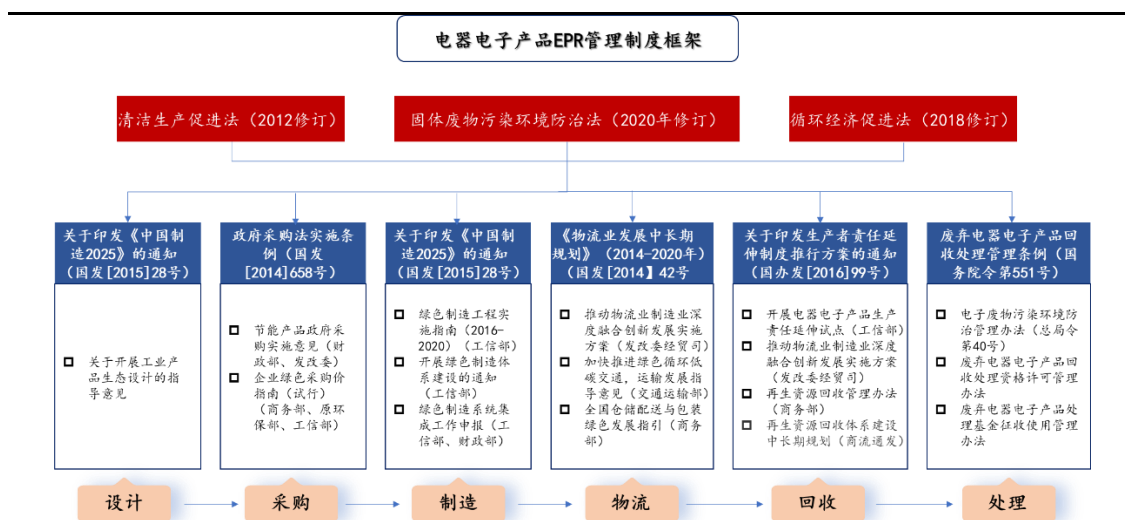 电器电子产品EPR管理制度框架
清洁生产促进法（2012修订）
固体废物污染环境防治法（2020年修订）
循环经济促进法（2018修订）
关于印发《中国制
造2025》的通知
（国发[2015]28号）
关于开展工业产
品生态设计的指
导意见
设计
政府采购法实施条
例（国发
[2014]658号）
节能产品政府采
购实施意见（财
政部、发改委）
企业绿色采购价
指南（试行）
（商务部、原环
保部、工信部）
采购
关于印发《中国制
造2025》的通知
（国发[2015]28号）
绿色制造工程实
施指南（2016-
2020）（工信部）
开展绿色制造体
系建设的通知
（工信部）
绿色制造系统集
成工作申报（工
信部、财政部）
制造
《物流业发展中长期
规划》（2014-2020年）
（国发【2014】42号
推动物流业制造业深
度融合创新发展实施
方案（发改委经贸司）
加快推进绿色循环低
碳交通，运输发展指
导意见（交通运输部）
全国仓储配送与包装
绿色发展指引（商务
部）
物流
关于印发生产者责任延
伸制度推行方案的通知
（国办发[2016]99号）
开展电器电子产品生产
责任延伸试点（工信部）
推动物流业制造业深度
融合创新发展实施方案
（发改委经贸司）
再生资源回收管理办法
（商务部）
再生资源回收体系建设
中长期规划（商流通发）
回收
废弃电器电子产品回
收处理管理条例（国
务院令第551号）
电子废物污染环境防
治管理办法（总局令
第40号）
废弃电器电子产品回
收处理资格许可管理
办法
废弃电器电子产品处
理基金征收使用管理
办法
处理